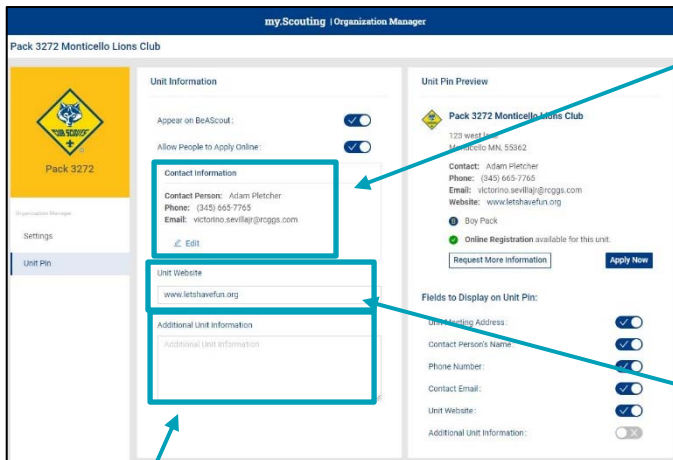 my.Scouting | Organization Manager
Pack 3272 Monticello Lions Club
CUB SCOUTS
Pack 3272
Organization Manager
Settings
Unit Pin
Unit Information
Appear on BeAScout:
Allow People to Apply Online:
Contact Information
Contact Person: Adam Pletcher
Phone: (345) 665-7765
Email: victorino.sevillajr@rcggs.com
Edit
Unit Website
www.letshavefun.org
Additional Unit Information
Additional Unit Information
Unit Pin Preview
Pack 3272 Monticello Lions Club
123 west
Monticello MN, 55362
Contact: Adam Pletcher
Phone: (345) 665-7765
Email: victorino.sevillajr@rcggs.com
Website: www.letshavefun.org
B Boy Pack
Online Registration available for this unit.
Request More Information
Apply Now
Fields to Display on Unit Pin:
Unit Meeting Address:
Contact Person's Name:
Phone Number:
Contact Email:
Unit Website:
Additional Unit Information: